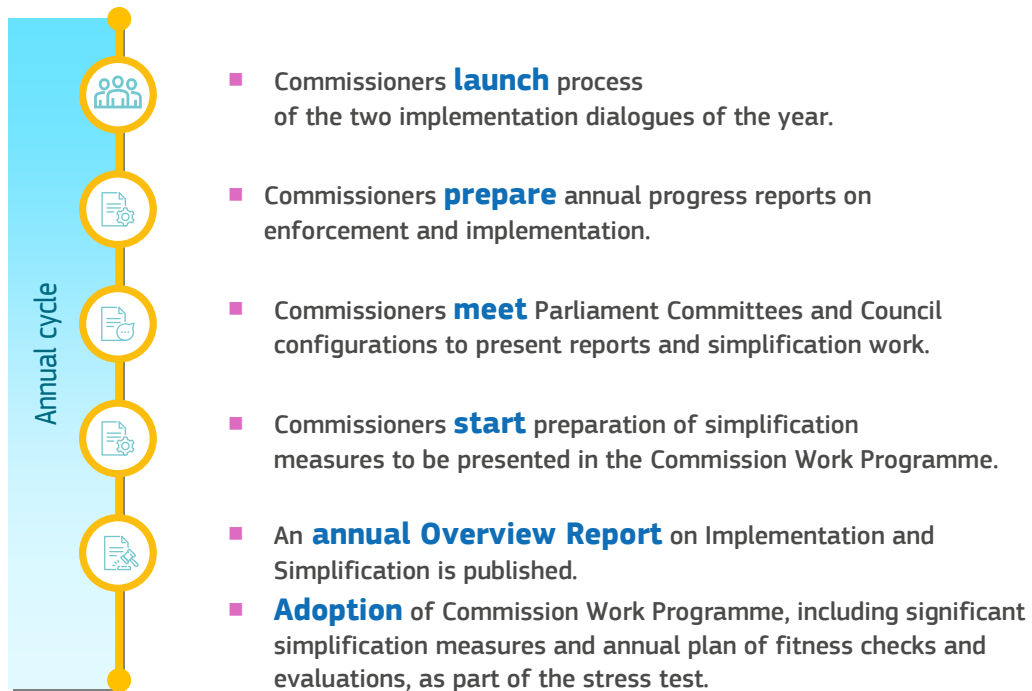 Annual cycle
Commissioners launch process
of the two implementation dialogues of the year.
Commissioners prepare annual progress reports on
enforcement and implementation.
Commissioners meet Parliament Committees and Council
configurations to present reports and simplification work.
Commissioners start preparation of simplification
measures to be presented in the Commission Work Programme.
An annual Overview Report on Implementation and
Simplification is published.
Adoption of Commission Work Programme, including significant
simplification measures and annual plan of fitness checks and
evaluations, as part of the stress test.